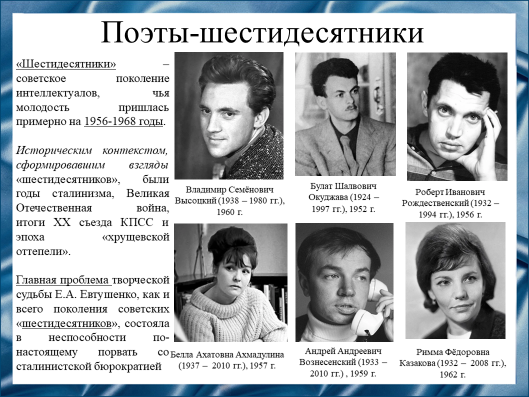 Поэты-шестидесятники
«Шестидесятники» –
советское поколение
интеллектуалов, чья
молодость пришлась
примерно на 1956-1968 годы.
Историческим контекстом,
сформировавшим взгляды
«шестидесятников», были
годы сталинизма, Великая
Отечественная война,
итоги XX съезда КПСС и
эпоха «хрущевской
оттепели».
Главная проблема творческой
судьбы Е.А. Евтушенко, как и
всего поколения советских
«шестидесятников», состояла
в неспособности по-
настоящему порвать со
сталинистской бюрократией
Владимир Семёнович
Высоцкий (1938 – 1980 гг.),
1960 г.
Булат Шалвович
Окуджава (1924 –
1997 гг.), 1952 г.
Роберт Иванович
Рождественский (1932 –
1994 гг.), 1956 г.
Белла Ахатовна Ахмадулина
(1937 – 2010 гг.), 1957 г.
Андрей Андреевич
Вознесенский (1933 –
2010 гг.) , 1959 г.
Римма Фёдоровна
Казакова (1932 – 2008 гг.),
1962 г.